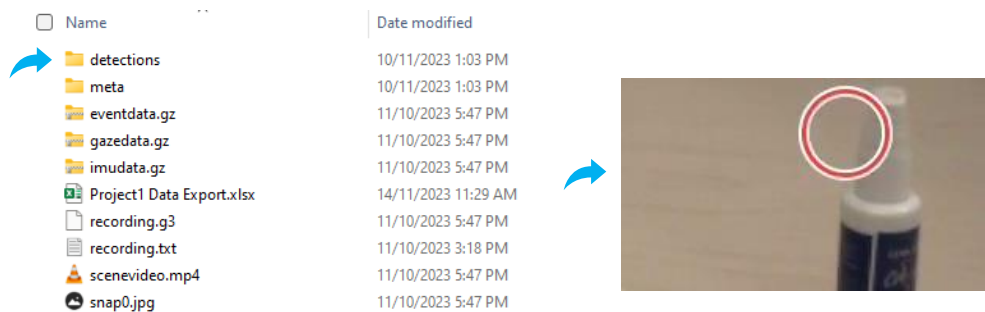 Name Date modified
detections 10/11/2023 1:03 PM
meta 10/11/2023 1:03 PM
eventdata.gz 11/10/2023 5:47 PM
gazedata.gz 11/10/2023 5:47 PM
imudata.gz 11/10/2023 5:47 PM
Project1 Data Export.xlsx 14/11/2023 11:29 AM
recording.g3 11/10/2023 5:47 PM
recording.txt 11/10/2023 3:18 PM
scenevideo.mp4 11/10/2023 5:47 PM
snap0.jpg 11/10/2023 5:47 PM